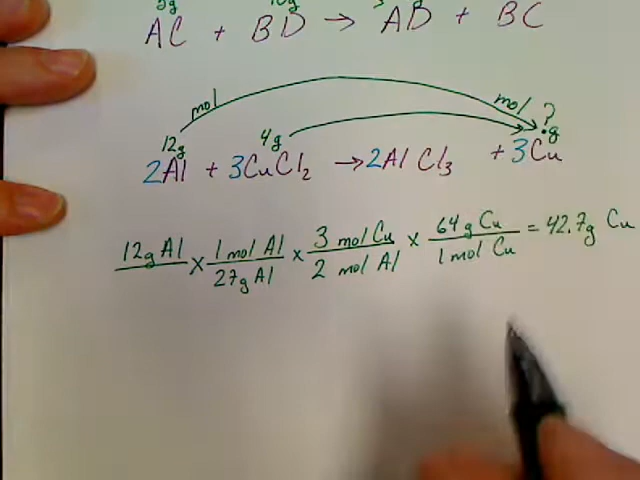 AC + BD → AD + BC
mol mol ?
12g 4g .g
2Al + 3CuCl₂ → 2AlCl₃ + 3Cu
12g Al / x 1 mol Al / 27g Al x 3 mol Cu / 2 mol Al x 64 g Cu / 1 mol Cu = 42.7g Cu